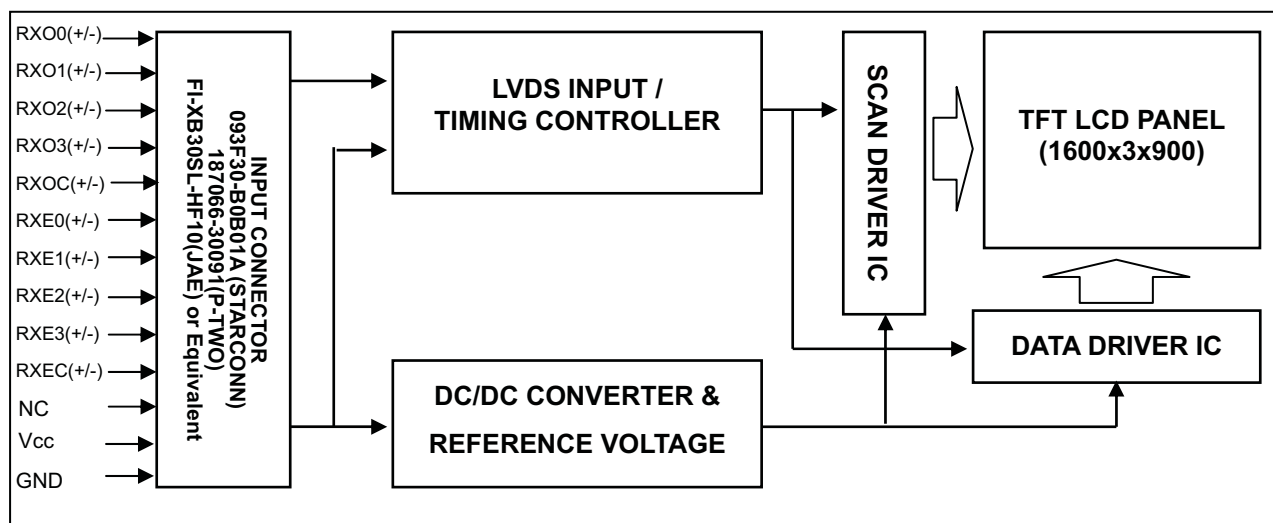 RXO0(+/-)
RXO1(+/-)
RXO2(+/-)
RXO3(+/-)
RXOC(+/-)
RXE0(+/-)
RXE1(+/-)
RXE2(+/-)
RXE3(+/-)
RXEC(+/-)
NC
Vcc
GND
INPUT CONNECTOR
093F30-B0B01A (STARCONN)
187066-30091(P-TWO)
FI-XB30SL-HF10(JAE) or Equivalent
LVDS INPUT /
TIMING CONTROLLER
DC/DC CONVERTER &
REFERENCE VOLTAGE
SCAN DRIVER IC
TFT LCD PANEL
(1600x3x900)
DATA DRIVER IC